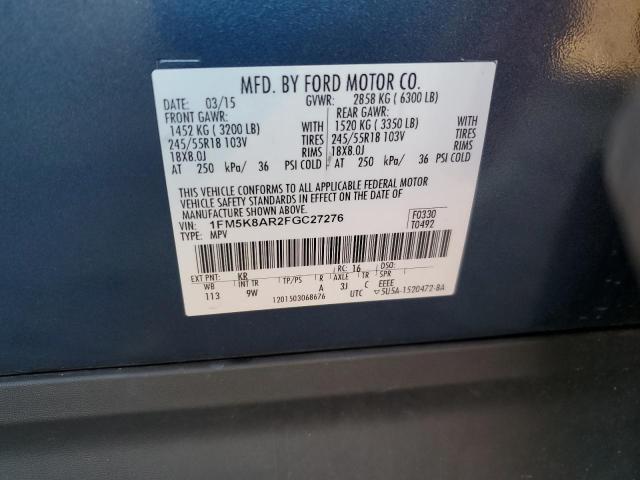 MFD. BY FORD MOTOR CO.
DATE: 03/15 GVWR: 2858 KG ( 6300 LB)
FRONT GAWR: REAR GAWR:
1452 KG ( 3200 LB) WITH 1520 KG ( 3350 LB) WITH
245/55R18 103V TIRES 245/55R18 103V TIRES
18X8.0J RIMS 18X8.0J RIMS
AT 250 kPa/ 36 PSI COLD AT 250 kPa/ 36 PSI COLD
THIS VEHICLE CONFORMS TO ALL APPLICABLE FEDERAL MOTOR
VEHICLE SAFETY STANDARDS IN EFFECT ON THE DATE OF
MANUFACTURE SHOWN ABOVE.
VIN: 1FM5K8AR2FGC27276 F0330
TYPE: MPV T0492
EXT PNT: KR RC: 16 DSO:
WB INT TR TP/PS R AXLE TR SPR
113 9W A 3J C EEEE
1201503068676 UTC ▽5U5A-1520472-BA